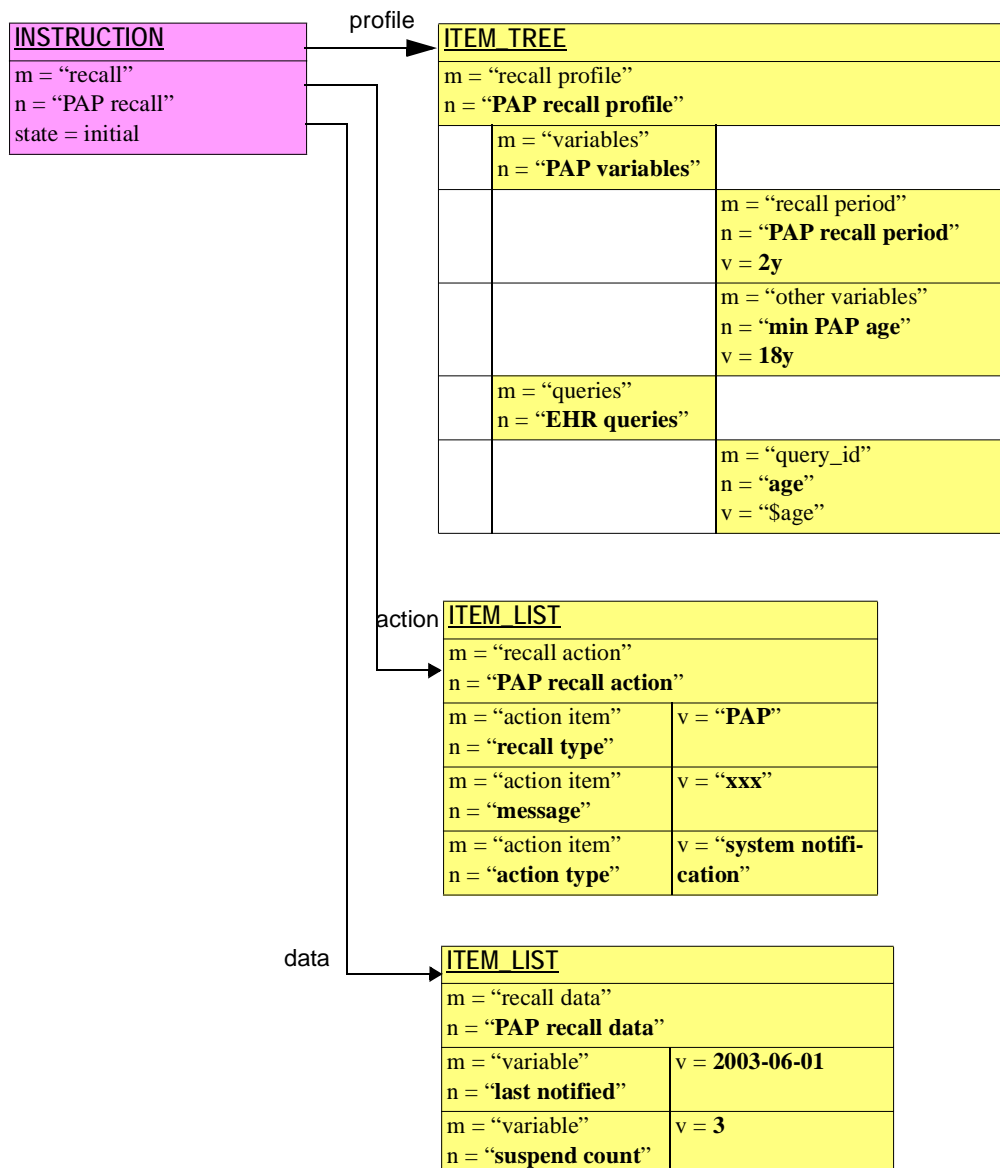 profile
INSTRUCTION
m = “recall”
n = “PAP recall”
state = initial
ITEM_TREE
m = “recall profile”
n = “PAP recall profile”
m = “variables”
n = “PAP variables”
m = “recall period”
n = “PAP recall period”
v = 2y
m = “other variables”
n = “min PAP age”
v = 18y
m = “queries”
n = “EHR queries”
m = “query_id”
n = “age”
v = “$age”
action
ITEM_LIST
m = “recall action”
n = “PAP recall action”
m = “action item”
n = “recall type”
v = “PAP”
m = “action item”
n = “message”
v = “xxx”
m = “action item”
n = “action type”
v = “system notifi-
cation”
data
ITEM_LIST
m = “recall data”
n = “PAP recall data”
m = “variable”
n = “last notified”
v = 2003-06-01
m = “variable”
n = “suspend count”
v = 3